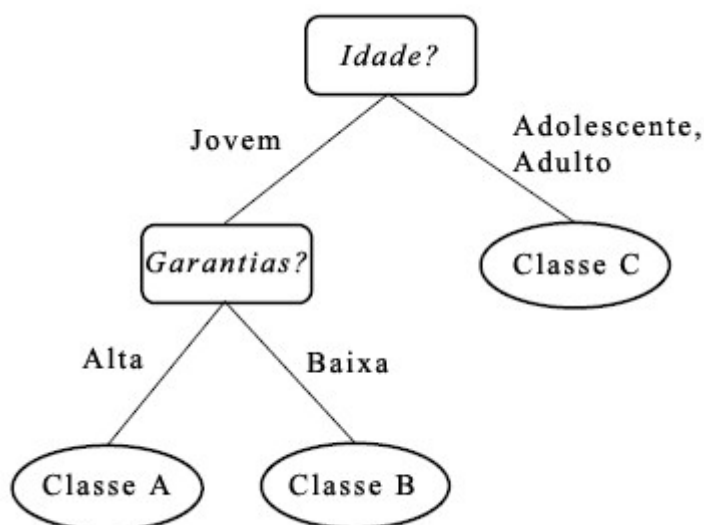 Idade?
Jovem
Adolescente,
Adulto
Garantias?
Classe C
Alta
Baixa
Classe A
Classe B